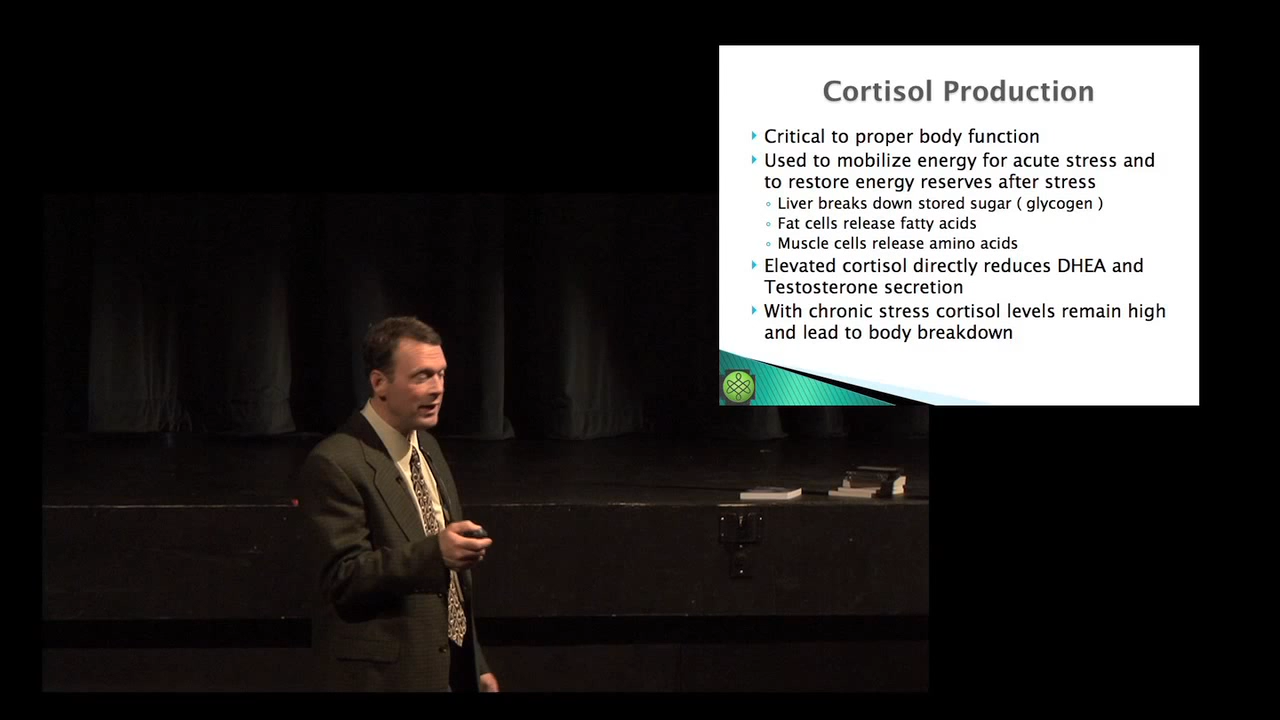 Cortisol Production
Critical to proper body function
Used to mobilize energy for acute stress and
to restore energy reserves after stress
Liver breaks down stored sugar ( glycogen )
Fat cells release fatty acids
Muscle cells release amino acids
Elevated cortisol directly reduces DHEA and
Testosterone secretion
With chronic stress cortisol levels remain high
and lead to body breakdown